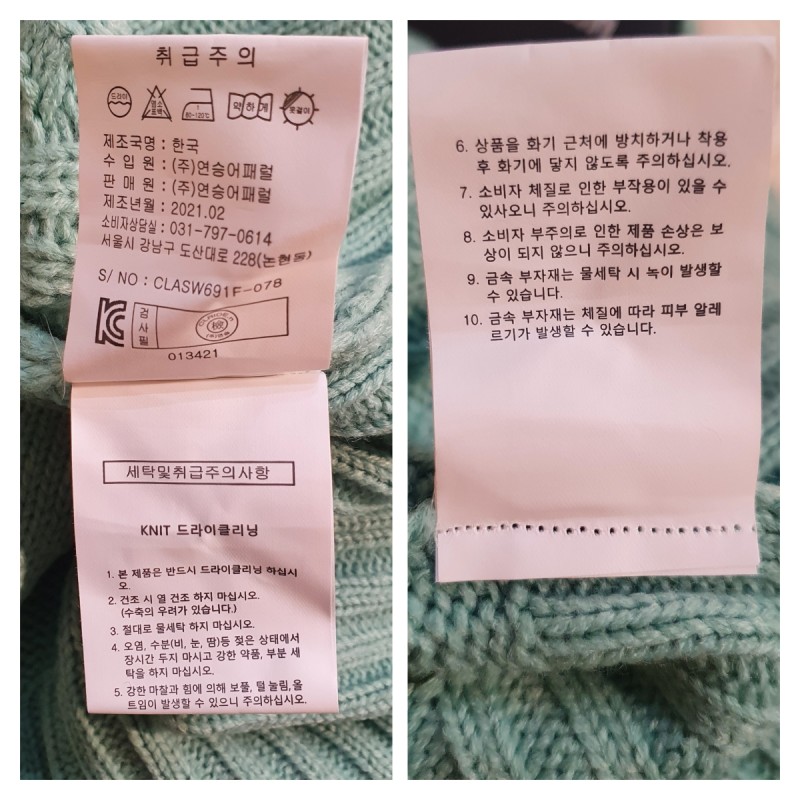 취급주의
드라이
염소
표백
80~120℃
약하게
옷걸이
제조국명 : 한국
수 입 원 : (주)연승어패럴
판 매 원 : (주)연승어패럴
제조년월 : 2021.02
소비자상담실 : 031-797-0614
서울시 강남구 도산대로 228(논현동)
S/ NO : CLASW691F-078
검사필
013421
세탁및취급주의사항
KNIT 드라이클리닝
1. 본 제품은 반드시 드라이클리닝 하십시
오.
2. 건조 시 열 건조 하지 마십시오.
(수축의 우려가 있습니다.)
3. 절대로 물세탁 하지 마십시오.
4. 오염, 수분(비, 눈, 땀)등 젖은 상태에서
장시간 두지 마시고 강한 약품, 부분 세
탁을 하지 마십시오.
5. 강한 마찰과 힘에 의해 보풀, 털 눌림,올
트임이 발생할 수 있으니 주의하십시오.
6. 상품을 화기 근처에 방치하거나 착용
후 화기에 닿지 않도록 주의하십시오.
7. 소비자 체질로 인한 부작용이 있을 수
있사오니 주의하십시오.
8. 소비자 부주의로 인한 제품 손상은 보
상이 되지 않으니 주의하십시오.
9. 금속 부자재는 물세탁 시 녹이 발생할
수 있습니다.
10. 금속 부자재는 체질에 따라 피부 알레
르기가 발생할 수 있습니다.